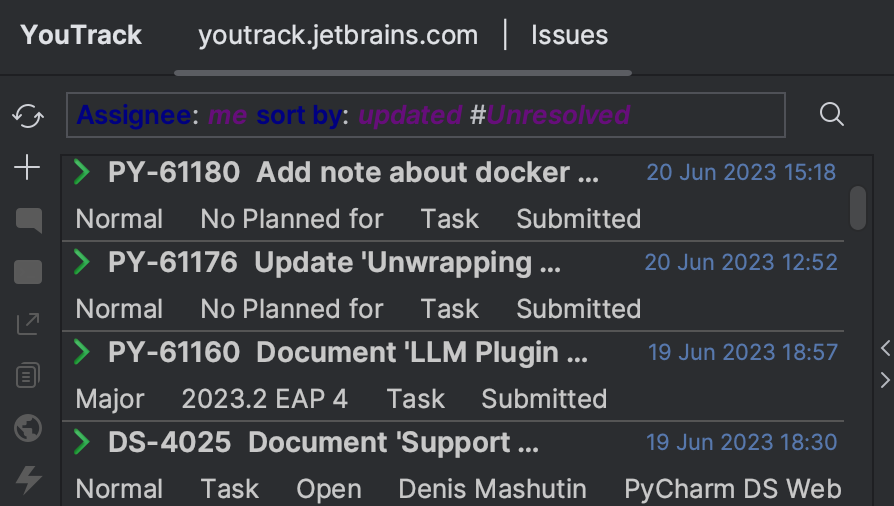 YouTrack youtrack.jetbrains.com | Issues
Assignee: me sort by: updated #Unresolved
PY-61180 Add note about docker ... 20 Jun 2023 15:18
Normal No Planned for Task Submitted
PY-61176 Update 'Unwrapping ... 20 Jun 2023 12:52
Normal No Planned for Task Submitted
PY-61160 Document 'LLM Plugin ... 19 Jun 2023 18:57
Major 2023.2 EAP 4 Task Submitted
DS-4025 Document 'Support ... 19 Jun 2023 18:30
Normal Task Open Denis Mashutin PyCharm DS Web